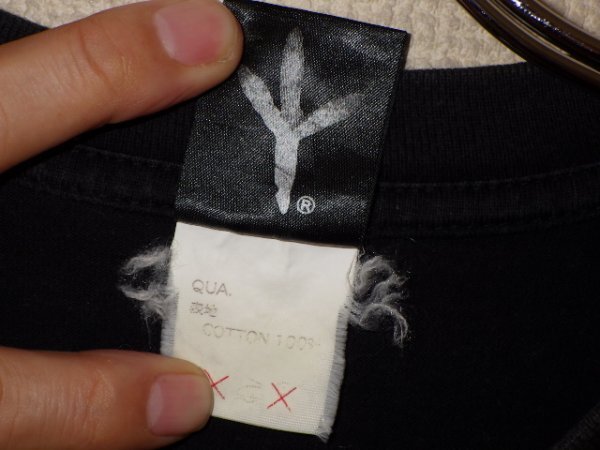 ®
QUA.
表地
COTTON 100%